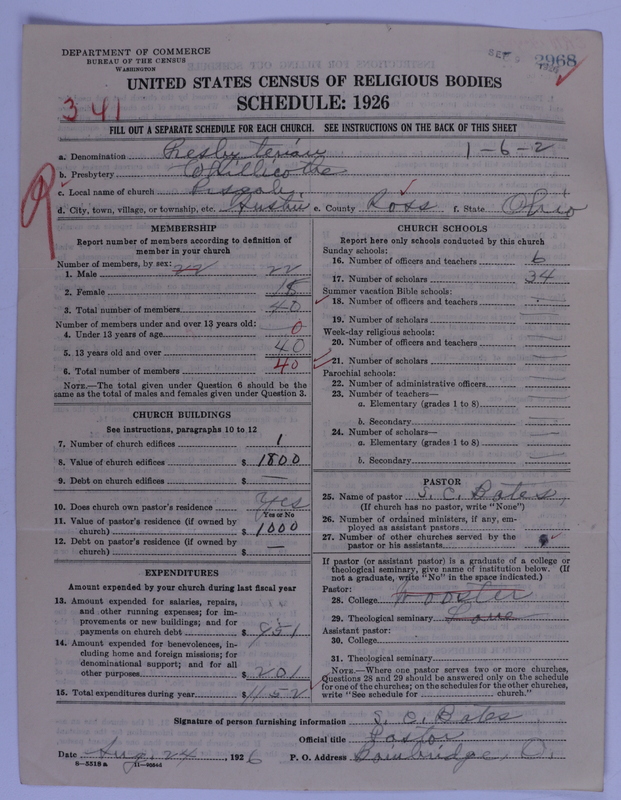 DEPARTMENT OF COMMERCE
BUREAU OF THE CENSUS
WASHINGTON
SEP
2968
UNITED STATES CENSUS OF RELIGIOUS BODIES
341
SCHEDULE: 1926
FILL OUT A SEPARATE SCHEDULE FOR EACH CHURCH. SEE INSTRUCTIONS ON THE BACK OF THIS SHEET
a. Denomination Presbyterian 1-6-2
b. Presbytery Chillicothe
c. Local name of church Pisgah
d. City, town, village, or township, etc. Austin e. County Ross f. State Ohio
MEMBERSHIP
Report number of members according to definition of
member in your church
Number of members, by sex:
1. Male 22 22
2. Female 18
3. Total number of members 40
Number of members under and over 13 years old:
4. Under 13 years of age 0
5. 13 years old and over 40
6. Total number of members 40
NOTE.—The total given under Question 6 should be
the same as the total of males and females given under Question 3.
CHURCH BUILDINGS
See instructions, paragraphs 10 to 12
7. Number of church edifices 1
8. Value of church edifices $ 1800
9. Debt on church edifices $ —
10. Does church own pastor's residence Yes
Yes or No
11. Value of pastor's residence (if owned by
church) $ 1000
12. Debt on pastor's residence (if owned by
church) $ —
EXPENDITURES
Amount expended by your church during last fiscal year
13. Amount expended for salaries, repairs,
and other running expenses; for im-
provements or new buildings; and for
payments on church debt $ 951
14. Amount expended for benevolences, in-
cluding home and foreign missions; for
denominational support; and for all
other purposes $ 201
15. Total expenditures during year $ 1152
CHURCH SCHOOLS
Report here only schools conducted by this church
Sunday schools:
16. Number of officers and teachers 6
17. Number of scholars 34
Summer vacation Bible schools:
18. Number of officers and teachers
19. Number of scholars
Week-day religious schools:
20. Number of officers and teachers
21. Number of scholars
Parochial schools:
22. Number of administrative officers
23. Number of teachers—
a. Elementary (grades 1 to 8)
b. Secondary
24. Number of scholars—
a. Elementary (grades 1 to 8)
b. Secondary
PASTOR
25. Name of pastor S. C. Bates
(If church has no pastor, write "None")
26. Number of ordained ministers, if any, em-
ployed as assistant pastors
27. Number of other churches served by the
pastor or his assistants
If pastor (or assistant pastor) is a graduate of a college or
theological seminary, give name of institution below. (If
not a graduate, write "No" in the space indicated.)
Pastor:
28. College Wooster
29. Theological seminary Lane
Assistant pastor:
30. College
31. Theological seminary
NOTE.—Where one pastor serves two or more churches,
Questions 28 and 29 should be answered only on the schedule
for one of the churches; on the schedules for the other churches,
write "See schedule for church."
Signature of person furnishing information S. C. Bates
Official title Pastor
Date Aug. 24, 1926 P. O. Address Bainbridge, O.
8-5518 a